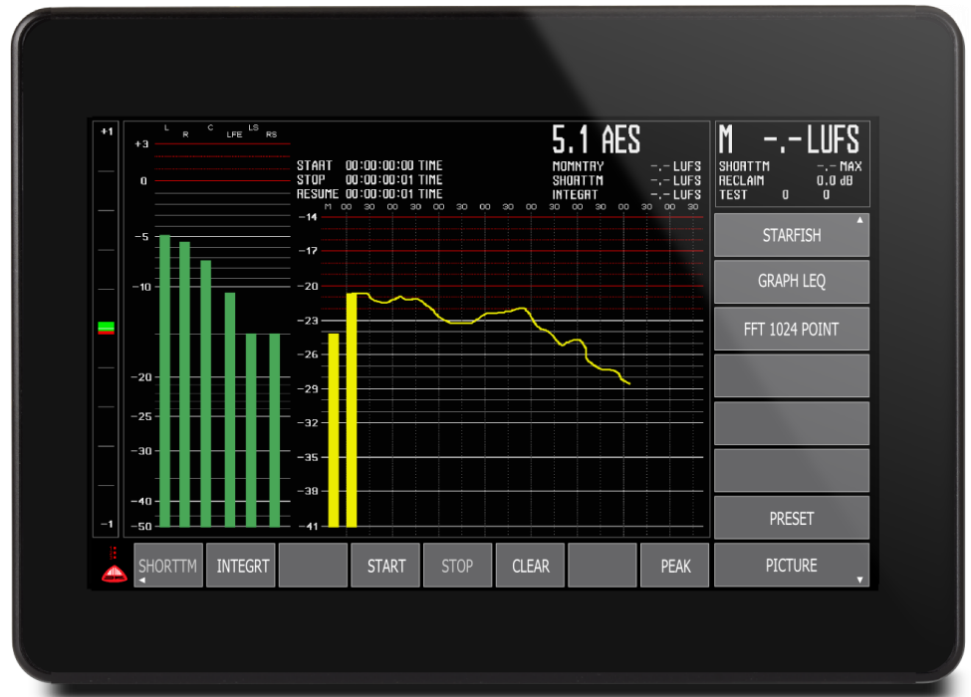 +1
L R C LFE LS RS
+3
0
-5
-10
-20
-25
-30
-40
-50
-1
5.1 AES
START 00:00:00:00 TIME
STOP 00:00:00:01 TIME
RESUME 00:00:00:01 TIME
MOMNTRY -.- LUFS
SHORTTM -.- LUFS
INTEGRT -.- LUFS
M 00 30 00 30 00 30 00 30 00 30 00 30 00 30 00 30
-14
-17
-20
-23
-26
-29
-32
-35
-38
-41
M -.- LUFS
SHORTTM -.- MAX
RECLAIM 0.0 dB
TEST 0 0
STARFISH
GRAPH LEQ
FFT 1024 POINT
PRESET
PICTURE
SHORTTM
INTEGRT
START
STOP
CLEAR
PEAK